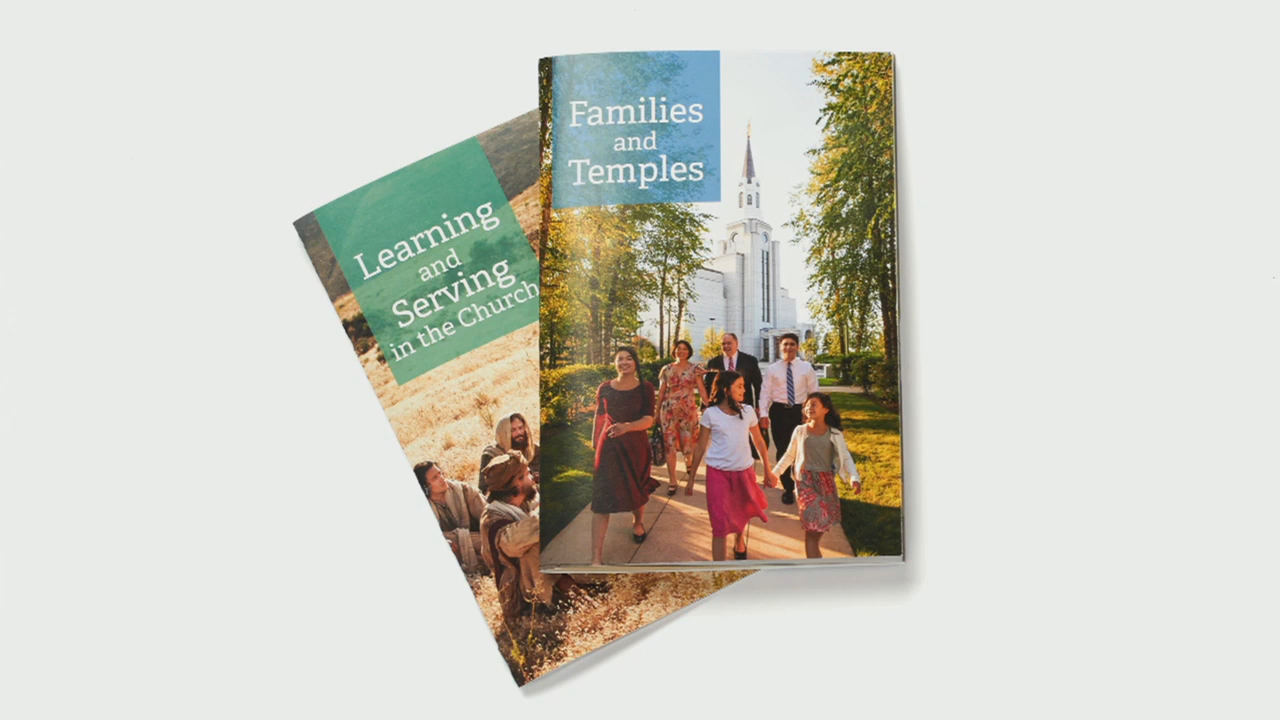 Families
and
Temples
Learning
and
Serving
in the Church